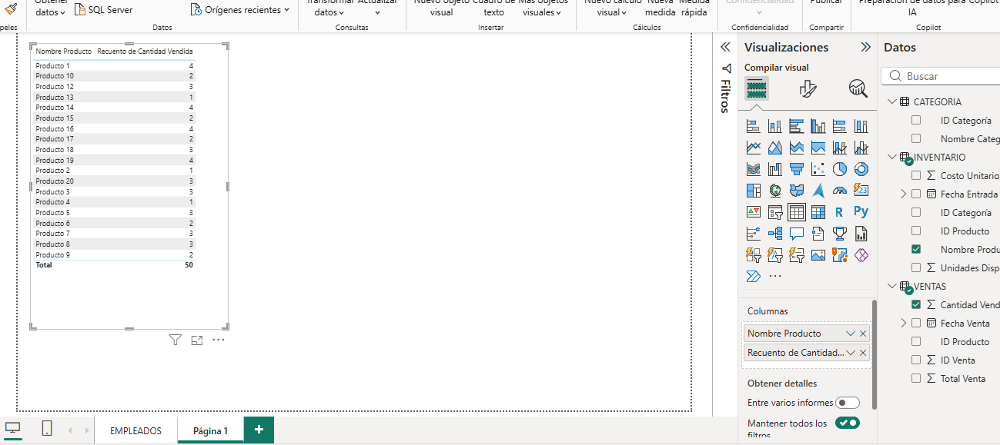 Obtener
datos
SQL Server
Orígenes recientes
Transformar Actualizar
datos
Nuevo objeto Cuadro de Más objetos
visual texto visuales
Nuevo cálculo Nueva Medida
visual medida rápida
Confidencialidad
Publicar
Preparación de datos para Copilot
IA
peles
Datos
Consultas
Insertar
Cálculos
Confidencialidad
Compartir
Copilot
Nombre Producto Recuento de Cantidad Vendida
Producto 1 4
Producto 10 2
Producto 12 3
Producto 13 1
Producto 14 4
Producto 15 2
Producto 16 4
Producto 17 2
Producto 18 3
Producto 19 4
Producto 2 1
Producto 20 3
Producto 3 3
Producto 4 1
Producto 5 3
Producto 6 2
Producto 7 3
Producto 8 3
Producto 9 2
Total 50
Filtros
Visualizaciones
Compilar visual
123
R
Py
Columnas
Nombre Producto
Recuento de Cantidad...
Obtener detalles
Entre varios informes
Mantener todos los
filtros
Datos
Buscar
CATEGORIA
ID Categoría
Nombre Categ
INVENTARIO
Costo Unitario
Fecha Entrada
ID Categoría
ID Producto
Nombre Produ
Unidades Disp
VENTAS
Cantidad Vend
Fecha Venta
ID Producto
ID Venta
Total Venta
EMPLEADOS
Página 1